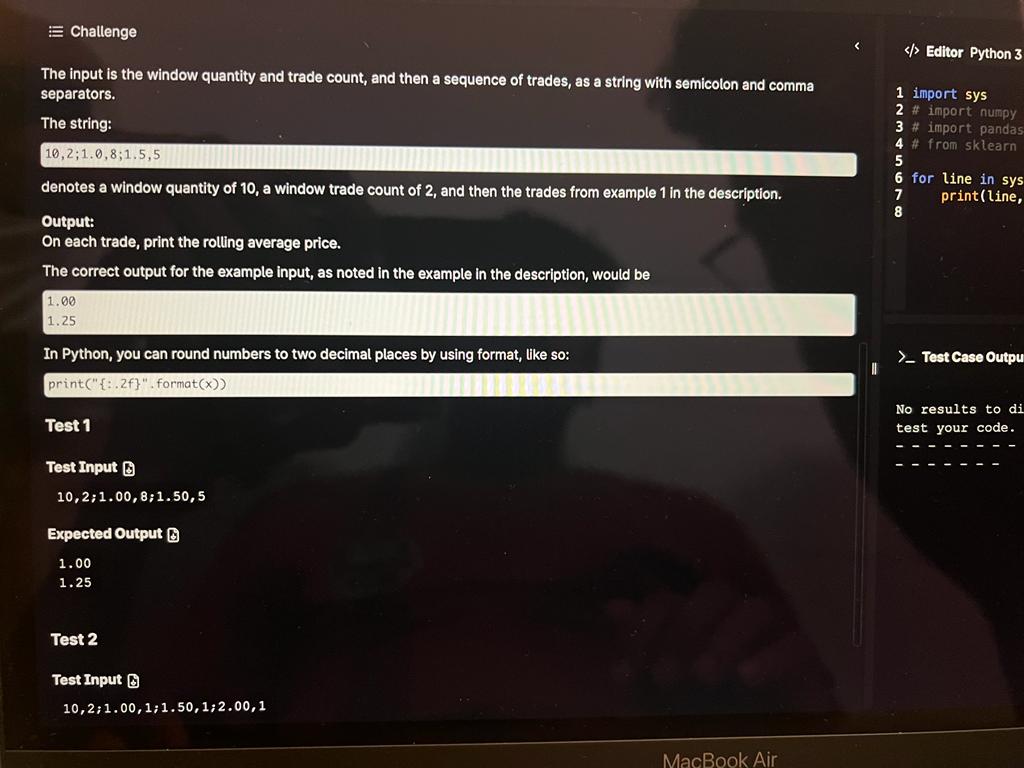 Challenge
The input is the window quantity and trade count, and then a sequence of trades, as a string with semicolon and comma
separators.
The string:
10,2;1.0,8;1.5,5
denotes a window quantity of 10, a window trade count of 2, and then the trades from example 1 in the description.
Output:
On each trade, print the rolling average price.
The correct output for the example input, as noted in the example in the description, would be
1.00
1.25
In Python, you can round numbers to two decimal places by using format, like so:
print("{:.2f}".format(x))
Test 1
Test Input
10,2;1.00,8;1.50,5
Expected Output
1.00
1.25
Test 2
Test Input
10,2;1.00,1;1.50,1;2.00,1
</> Editor Python 3
1 import sys
2 # import numpy
3 # import pandas
4 # from sklearn
5
6 for line in sys
7 print(line,
8
>_ Test Case Outpu
No results to di
test your code.
- - - - - - - -
- - - - - - -
MacBook Air